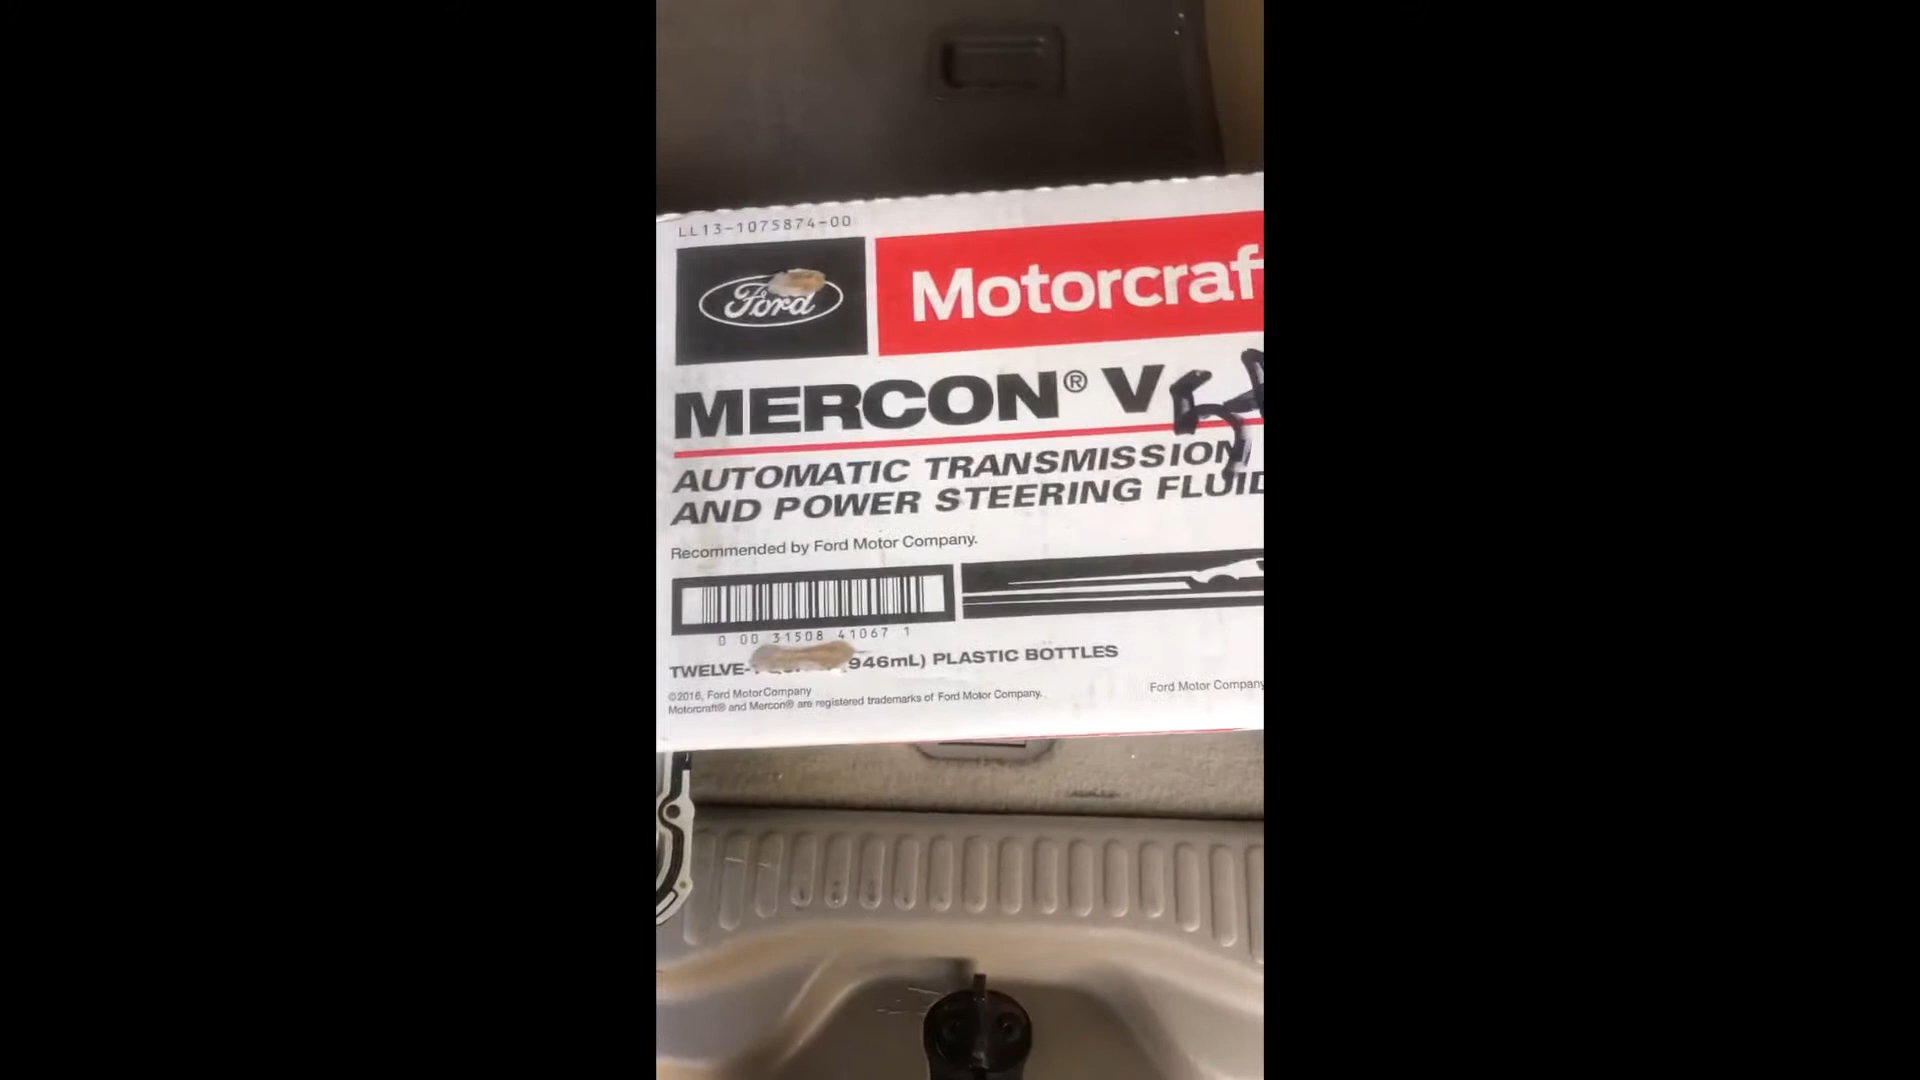 LL13-1075874-00
Ford
Motorcraf
MERCON® V
AUTOMATIC TRANSMISSION
AND POWER STEERING FLUID
Recommended by Ford Motor Company.
0 00 31508 41067 1
TWELVE- 946mL) PLASTIC BOTTLES
©2016, Ford Motor Company
Motorcraft® and Mercon® are registered trademarks of Ford Motor Company.
Ford Motor Company